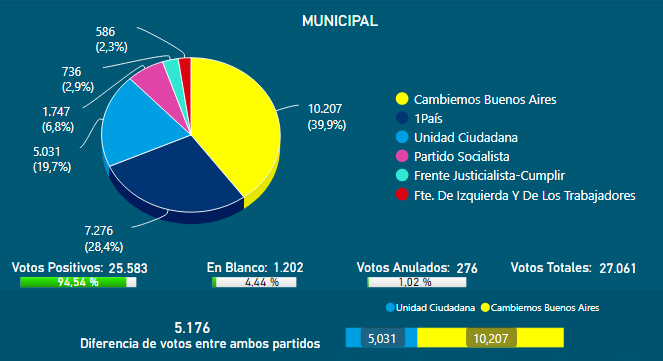 MUNICIPAL
586
(2,3%)
736
(2,9%)
1.747
(6,8%)
5.031
(19,7%)
7.276
(28,4%)
10.207
(39,9%)
Cambiemos Buenos Aires
1País
Unidad Ciudadana
Partido Socialista
Frente Justicialista-Cumplir
Fte. De Izquierda Y De Los Trabajadores
Votos Positivos: 25.583
94,54 %
En Blanco: 1.202
4,44 %
Votos Anulados: 276
1,02 %
Votos Totales: 27.061
5.176
Diferencia de votos entre ambos partidos
Unidad Ciudadana
Cambiemos Buenos Aires
5,031
10,207